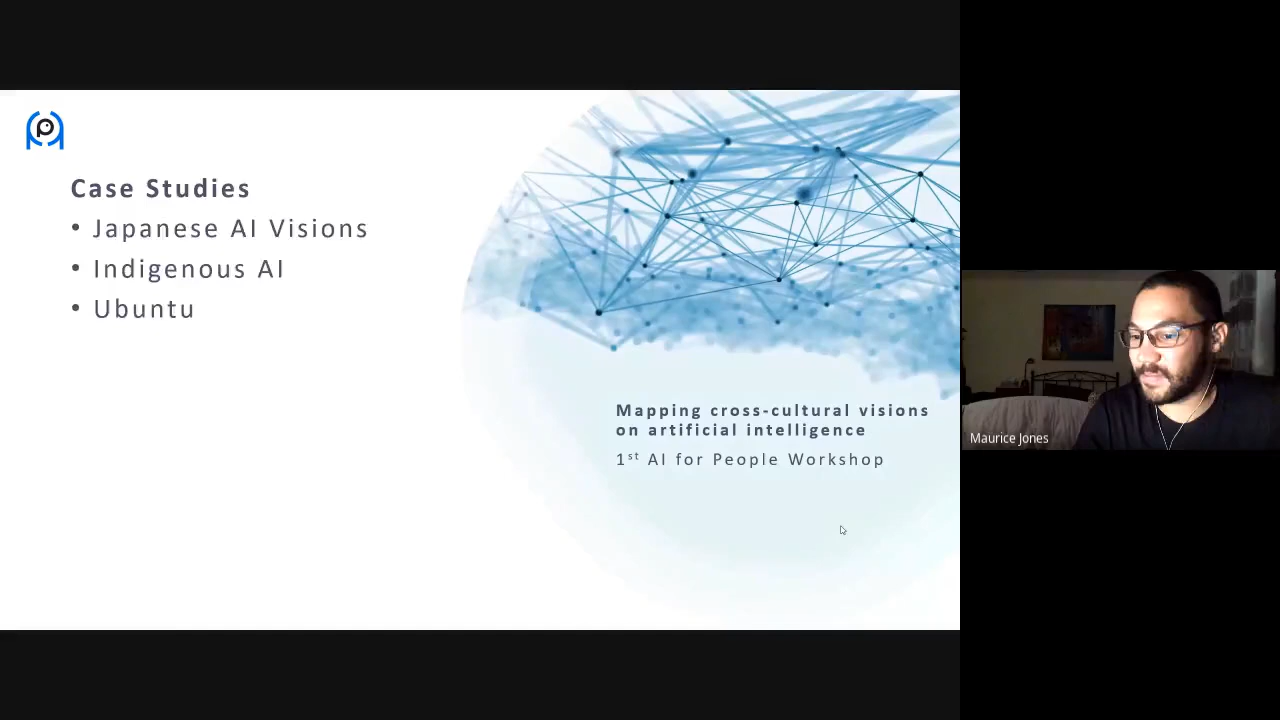 Case Studies
• Japanese AI Visions
• Indigenous AI
• Ubuntu
Mapping cross-cultural visions
on artificial intelligence
1st AI for People Workshop
Maurice Jones